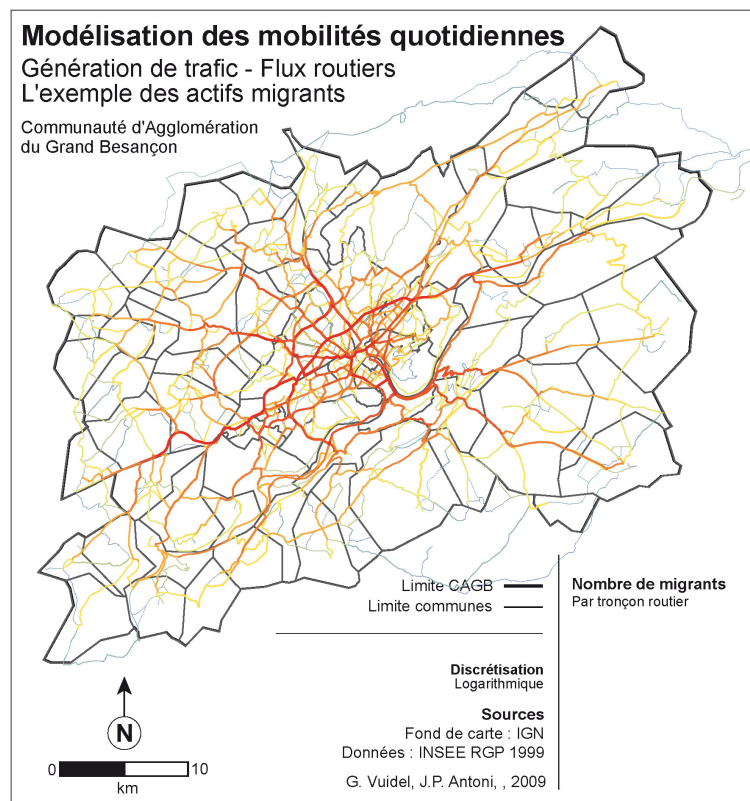 Modélisation des mobilités quotidiennes
Génération de trafic - Flux routiers
L'exemple des actifs migrants
Communauté d'Agglomération
du Grand Besançon
Limite CAGB
Limite communes
Nombre de migrants
Par tronçon routier
Discrétisation
Logarithmique
Sources
Fond de carte : IGN
Données : INSEE RGP 1999
G. Vuidel, J.P. Antoni, , 2009
N
0 10
km